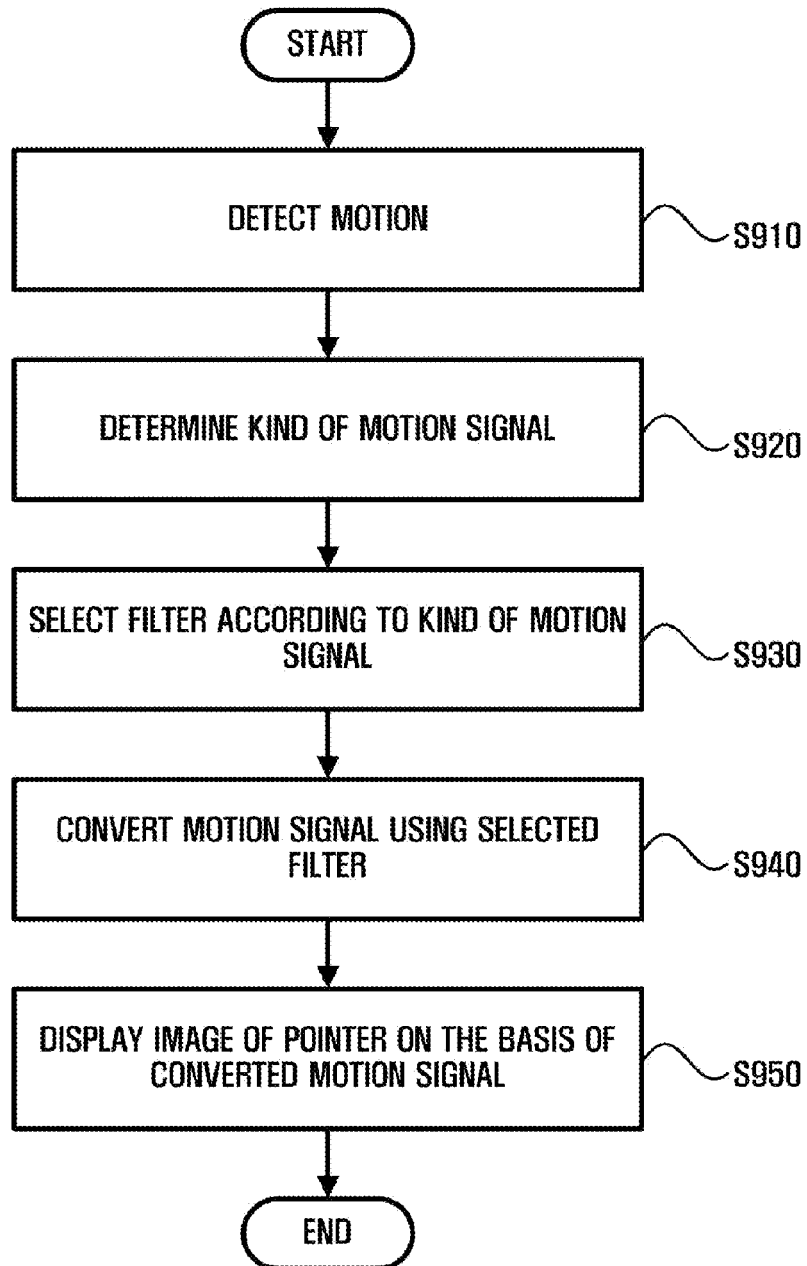 START
DETECT MOTION
S910
DETERMINE KIND OF MOTION SIGNAL
S920
SELECT FILTER ACCORDING TO KIND OF MOTION
SIGNAL
S930
CONVERT MOTION SIGNAL USING SELECTED
FILTER
S940
DISPLAY IMAGE OF POINTER ON THE BASIS OF
CONVERTED MOTION SIGNAL
S950
END